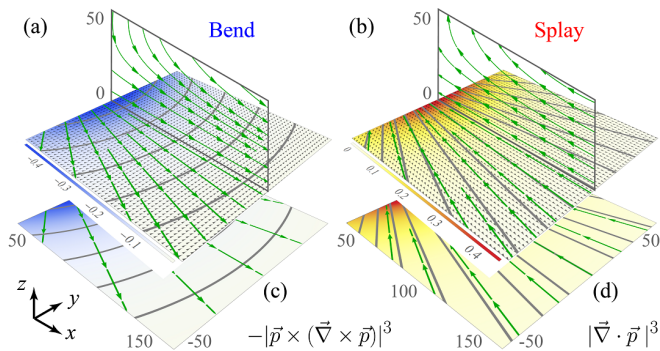 (a)
Bend
50
0
-0.4
-0.3
-0.2
-0.1
(b)
Splay
50
0
0
0.1
0.2
0.3
0.4
50
(c)
150
-50
z
y
x
−|p⃗ × (∇⃗ × p⃗)|³
50
100
(d)
150
-50
|∇⃗ · p⃗ |³